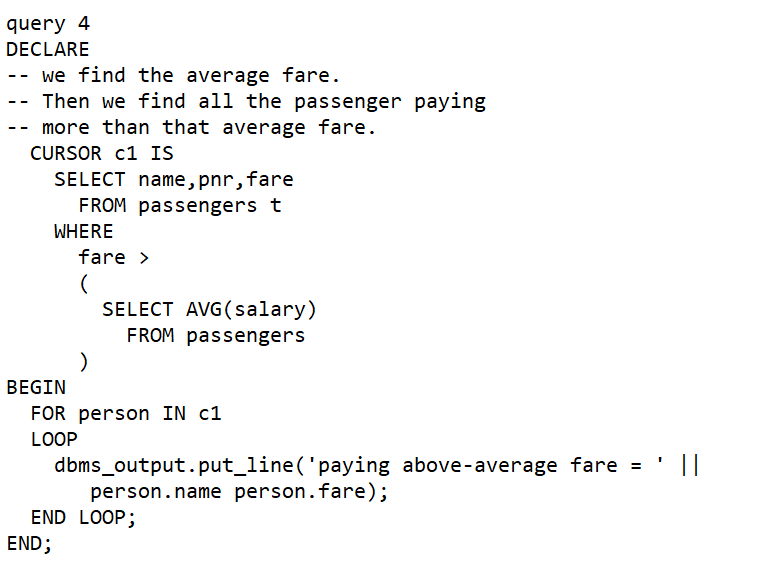 query 4
DECLARE
-- we find the average fare.
-- Then we find all the passenger paying
-- more than that average fare.
  CURSOR c1 IS
    SELECT name,pnr,fare
      FROM passengers t
    WHERE
      fare >
      (
        SELECT AVG(salary)
          FROM passengers
      )
BEGIN
  FOR person IN c1
  LOOP
    dbms_output.put_line('paying above-average fare = ' ||
       person.name person.fare);
  END LOOP;
END;